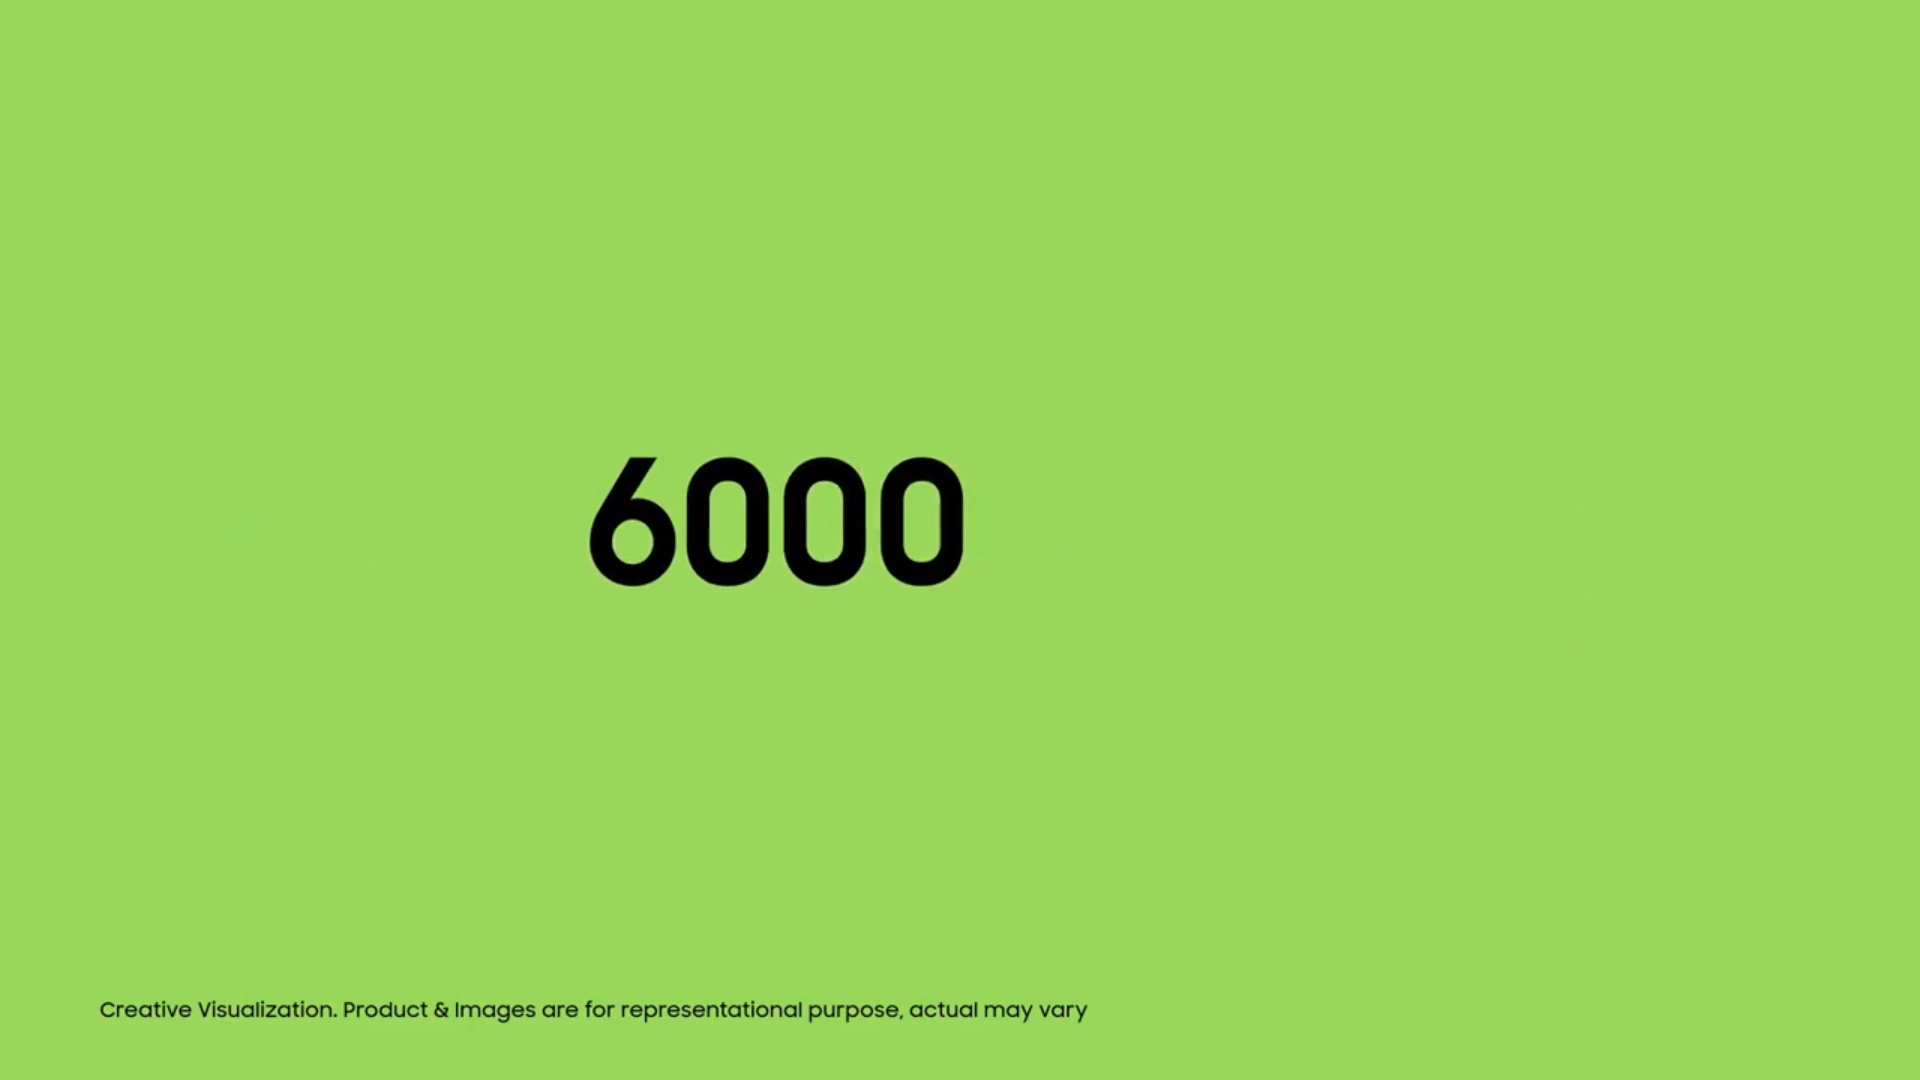 6000
Creative Visualization. Product & Images are for representational purpose, actual may vary